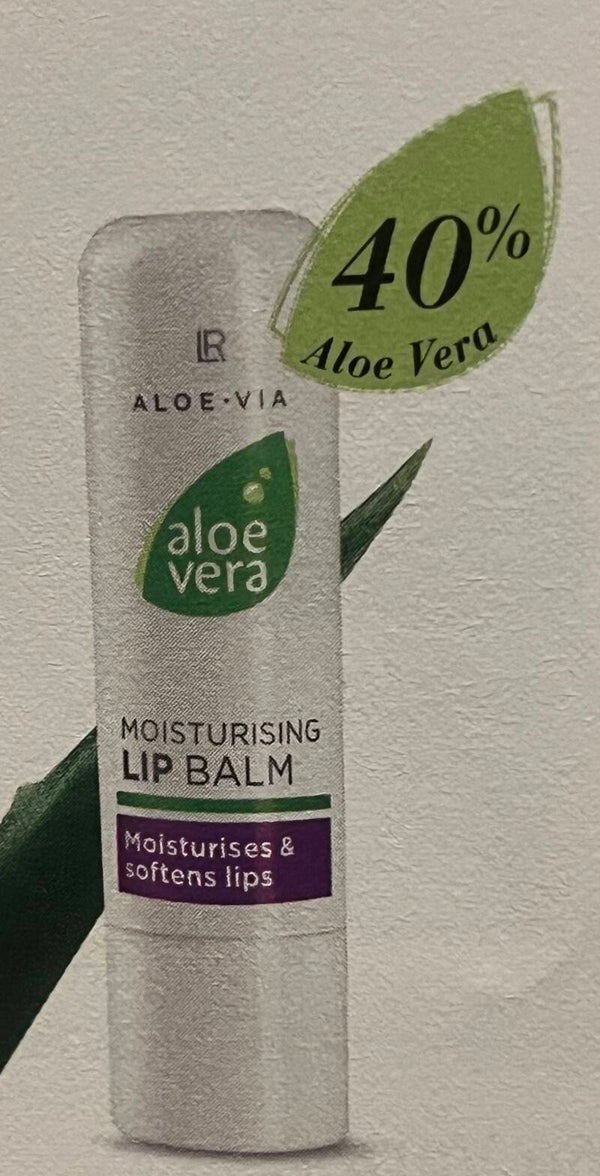 40%
Aloe Vera
LR
ALOE·VIA
aloe
vera
MOISTURISING
LIP BALM
Moisturises &
softens lips